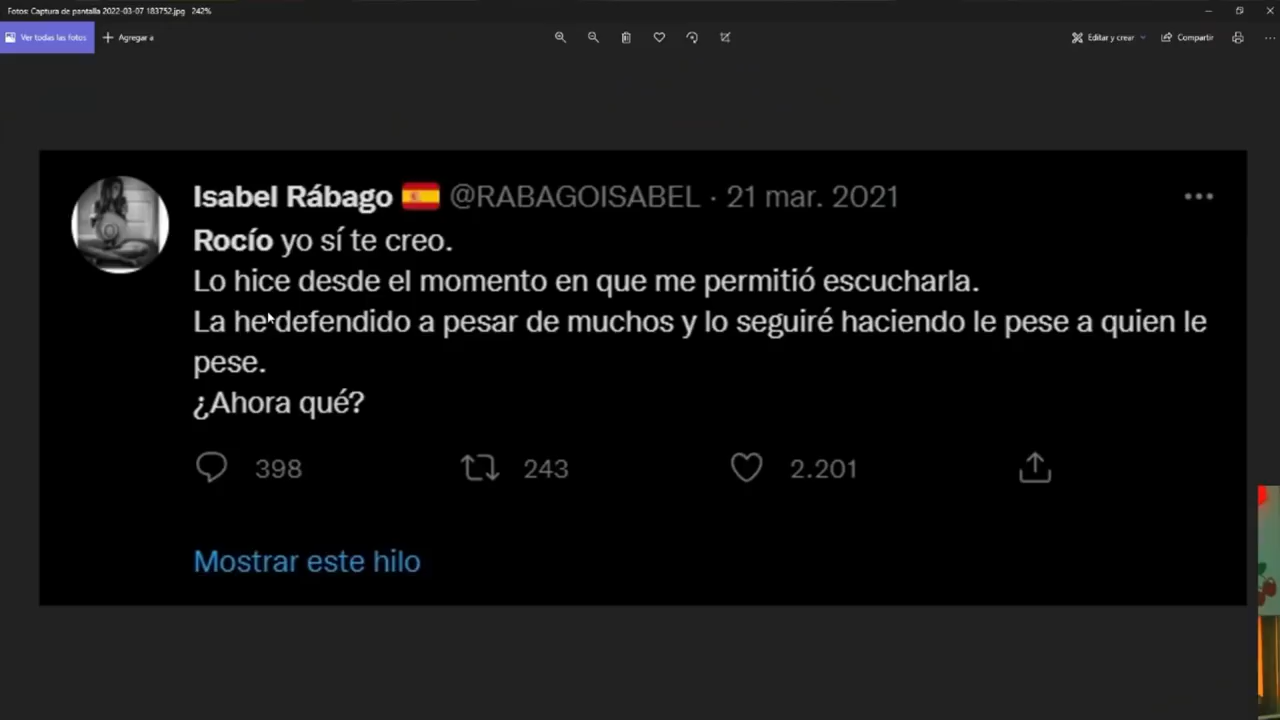 Fotos: Captura de pantalla 2022-03-07 183752.jpg 242%
Ver todas las fotos
Agregar a
Editar y crear
Compartir
Isabel Rábago @RABAGOISABEL · 21 mar. 2021
Rocío yo sí te creo.
Lo hice desde el momento en que me permitió escucharla.
La he defendido a pesar de muchos y lo seguiré haciendo le pese a quien le
pese.
¿Ahora qué?
398
243
2.201
Mostrar este hilo